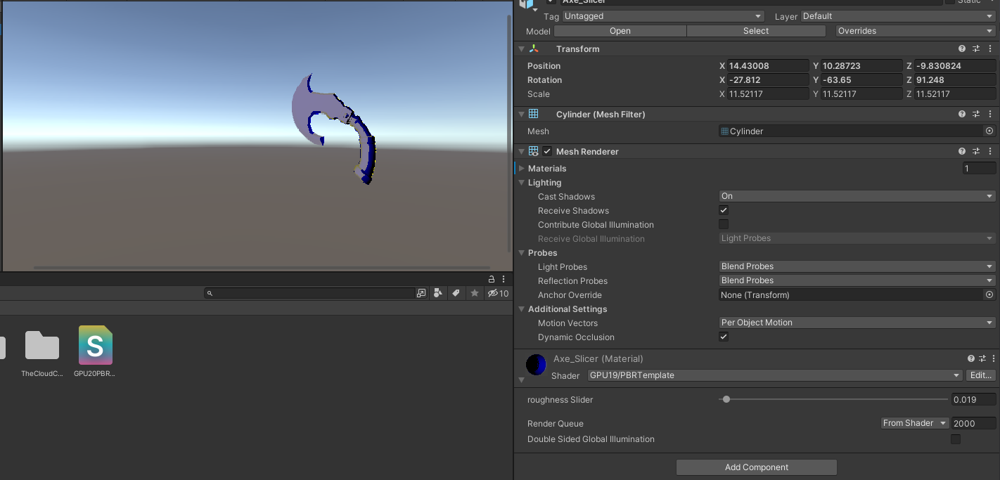 Axe_Slicer
Static
Tag Untagged Layer Default
Model Open Select Overrides
Transform
Position X 14.43008 Y 10.28723 Z -9.830824
Rotation X -27.812 Y -63.65 Z 91.248
Scale X 11.52117 Y 11.52117 Z 11.52117
Cylinder (Mesh Filter)
Mesh Cylinder
Mesh Renderer
Materials 1
Lighting
Cast Shadows On
Receive Shadows
Contribute Global Illumination
Receive Global Illumination Light Probes
Probes
Light Probes Blend Probes
Reflection Probes Blend Probes
Anchor Override None (Transform)
Additional Settings
Motion Vectors Per Object Motion
Dynamic Occlusion
Axe_Slicer (Material)
Shader GPU19/PBRTemplate Edit...
roughness Slider 0.019
Render Queue From Shader 2000
Double Sided Global Illumination
Add Component
10
S
TheCloudC... GPU20PBR...